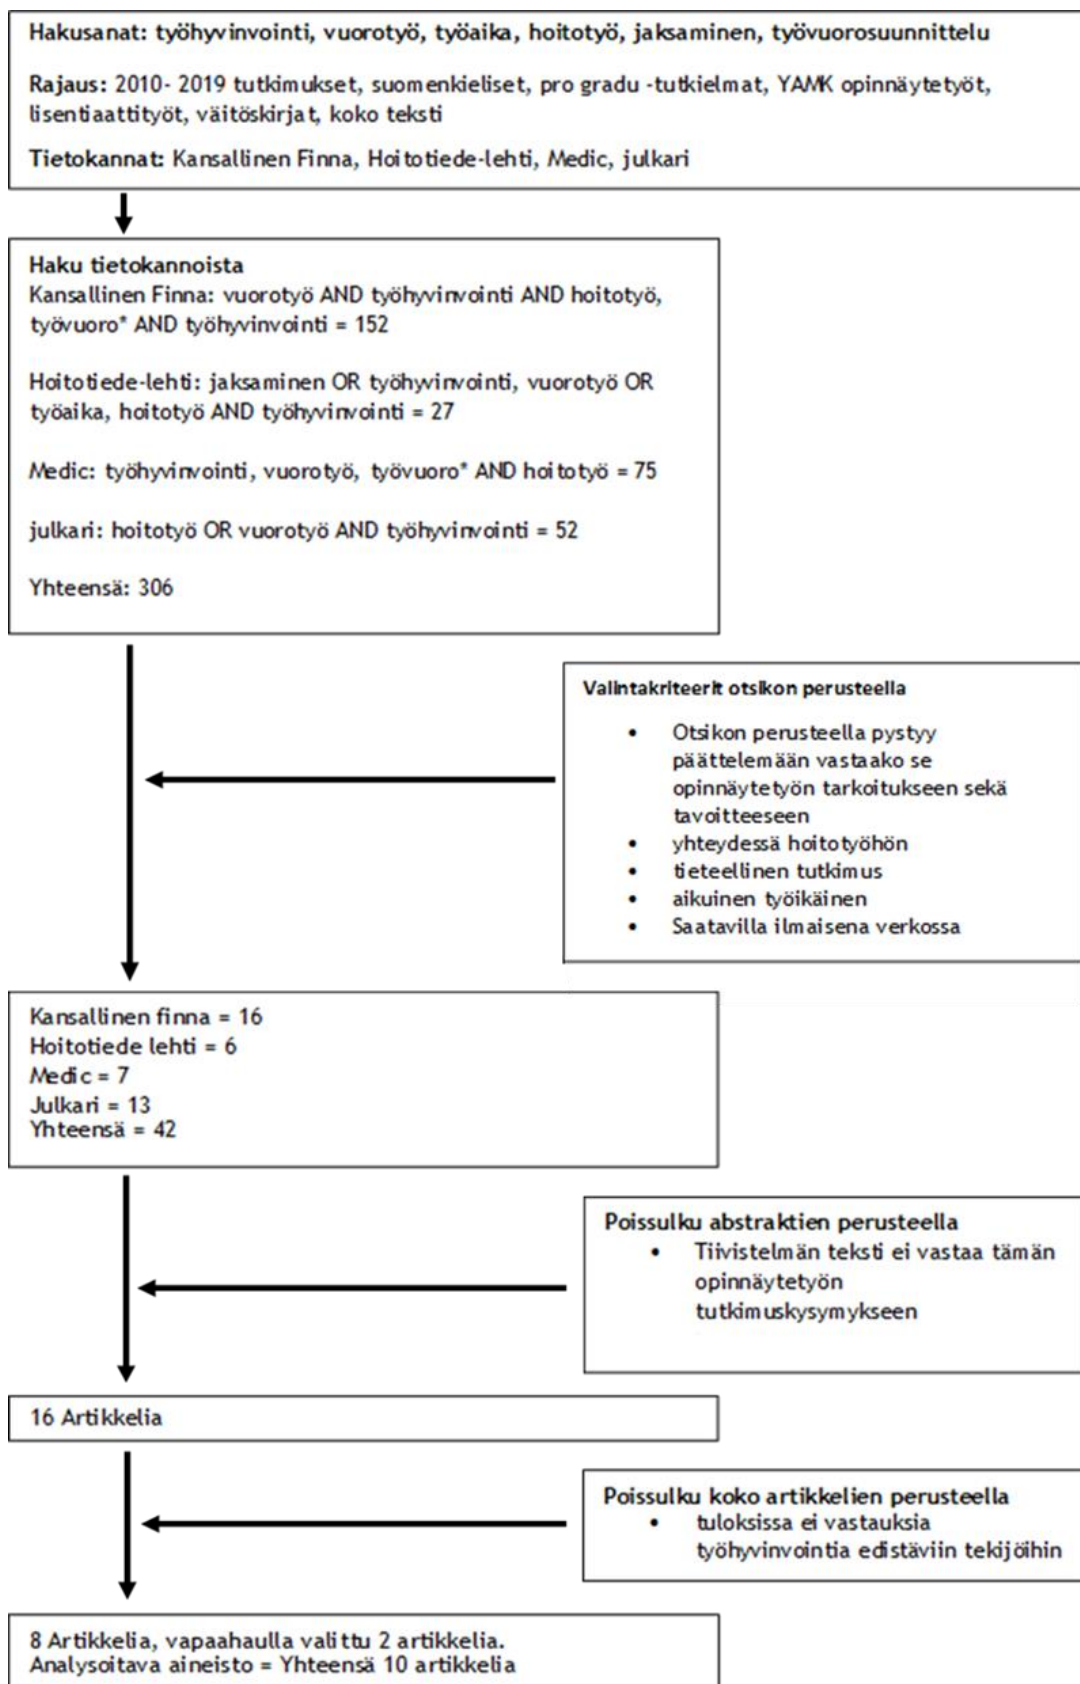 Hakusanat: työhyvinvointi, vuorotyö, työaika, hoitotyö, jaksaminen, työvuorosuunnittelu
Rajaus: 2010- 2019 tutkimukset, suomenkieliset, pro gradu -tutkielmat, YAMK opinnäytetyöt,
lisentiaattityöt, väitöskirjat, koko teksti
Tietokannat: Kansallinen Finna, Hoitotiede-lehti, Medic, julkari
Haku tietokannoista
Kansallinen Finna: vuorotyö AND työhyvinvointi AND hoitotyö,
työvuoro* AND työhyvinvointi = 152
Hoitotiede-lehti: jaksaminen OR työhyvinvointi, vuorotyö OR
työaika, hoitotyö AND työhyvinvointi = 27
Medic: työhyvinvointi, vuorotyö, työvuoro* AND hoitotyö = 75
julkari: hoitotyö OR vuorotyö AND työhyvinvointi = 52
Yhteensä: 306
Valintakriteerit otsikon perusteella
• Otsikon perusteella pystyy
päättelemään vastaako se
opinnäytetyön tarkoitukseen sekä
tavoitteeseen
• yhteydessä hoitotyöhön
• tieteellinen tutkimus
• aikuinen työikäinen
• Saatavilla ilmaisena verkossa
Kansallinen finna = 16
Hoitotiede lehti = 6
Medic = 7
Julkari = 13
Yhteensä = 42
Poissulku abstraktien perusteella
• Tiivistelmän teksti ei vastaa tämän
opinnäytetyön
tutkimuskysymykseen
16 Artikkelia
Poissulku koko artikkelien perusteella
• tuloksissa ei vastauksia
työhyvinvointia edistäviin tekijöihin
8 Artikkelia, vapaahaulla valittu 2 artikkelia.
Analysoitava aineisto = Yhteensä 10 artikkelia